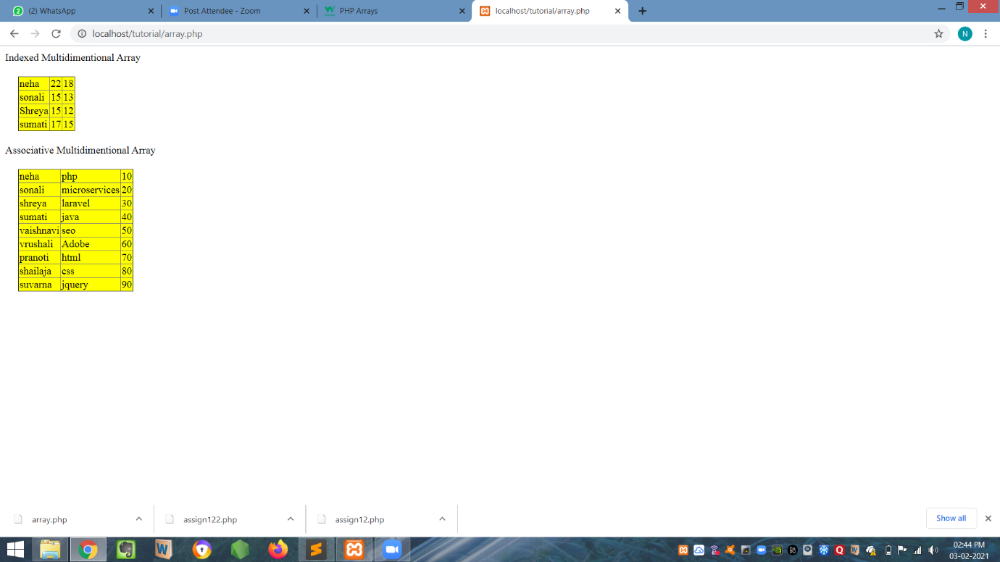 (2) WhatsApp
Post Attendee - Zoom
PHP Arrays
localhost/tutorial/array.php
localhost/tutorial/array.php
N
Indexed Multidimentional Array
neha 22 18
sonali 15 13
Shreya 15 12
sumati 17 15
Associative Multidimentional Array
neha php 10
sonali microservices 20
shreya laravel 30
sumati java 40
vaishnavi seo 50
vrushali Adobe 60
pranoti html 70
shailaja css 80
suvarna jquery 90
array.php
assign122.php
assign12.php
Show all
02:44 PM
03-02-2021